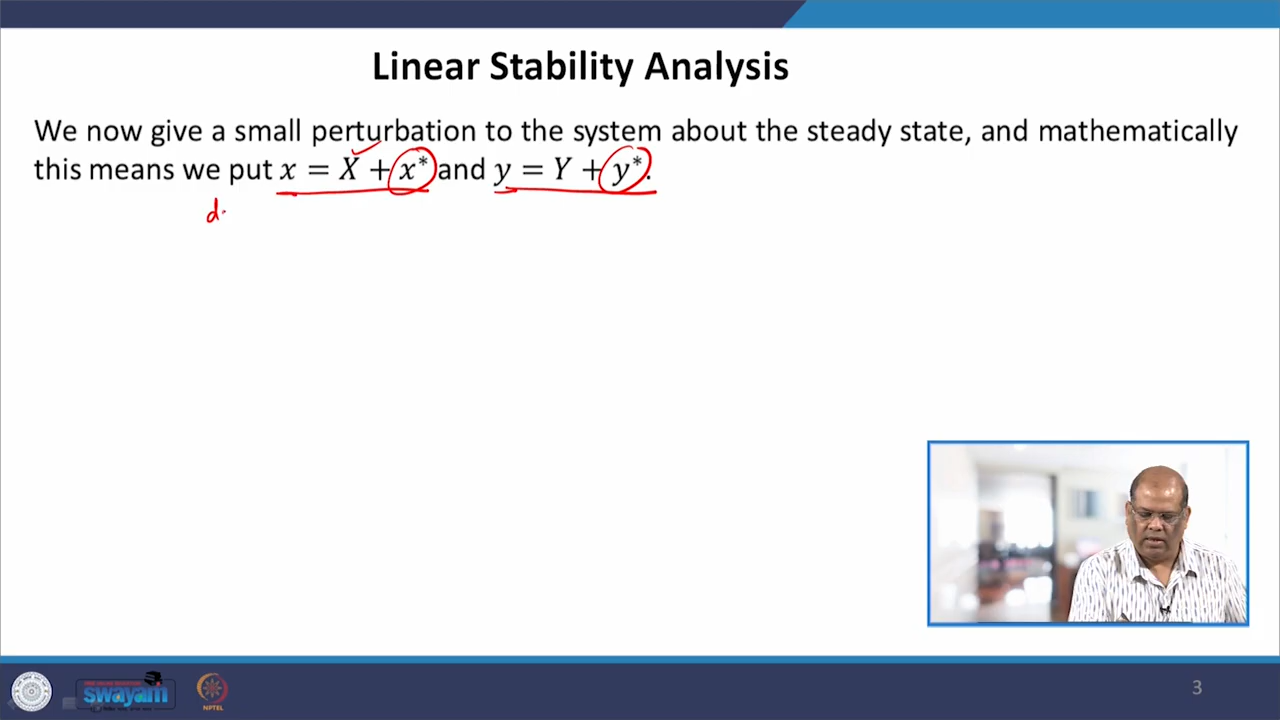 Linear Stability Analysis
We now give a small perturbation to the system about the steady state, and mathematically
this means we put x = X + x* and y = Y + y*.
d
3
swayam
NPTEL